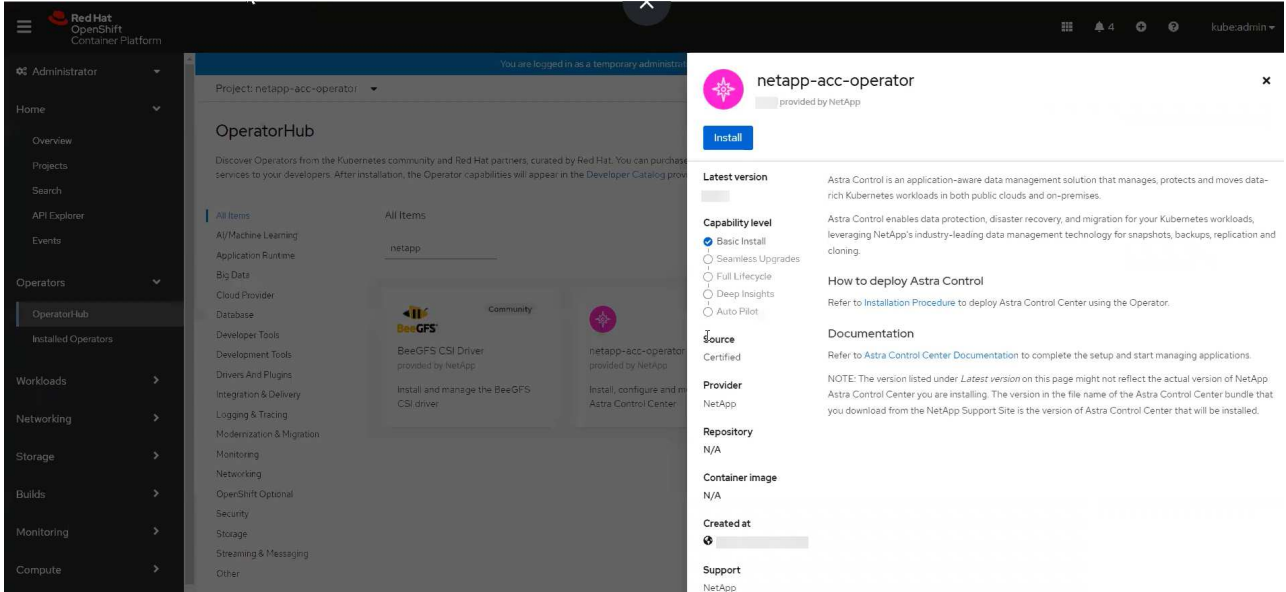 Red Hat
OpenShift
Container Platform
4
kube:admin
Administrator
Home
Overview
Projects
Search
API Explorer
Events
Operators
OperatorHub
Installed Operators
Workloads
Networking
Storage
Builds
Monitoring
Compute
You are logged in as a temporary administrat
Project: netapp-acc-operator
OperatorHub
Discover Operators from the Kubernetes community and Red Hat partners, curated by Red Hat. You can purchase
services to your developers. After installation, the Operator capabilities will appear in the Developer Catalog prov
All Items
AI/Machine Learning
Application Runtime
Big Data
Cloud Provider
Database
Developer Tools
Development Tools
Drivers And Plugins
Integration & Delivery
Logging & Tracing
Modernization & Migration
Monitoring
Networking
OpenShift Optional
Security
Storage
Streaming & Messaging
Other
All Items
netapp
Community
BeeGFS
BeeGFS CSI Driver
provided by NetApp
Install and manage the BeeGFS
CSI driver
netapp-acc-operator
provided by NetApp
Install, configure and m
Astra Control Center
netapp-acc-operator
provided by NetApp
Install
Latest version
Capability level
Basic Install
Seamless Upgrades
Full Lifecycle
Deep Insights
Auto Pilot
Source
Certified
Provider
NetApp
Repository
N/A
Container image
N/A
Created at
Support
NetApp
Astra Control is an application-aware data management solution that manages, protects and moves data-
rich Kubernetes workloads in both public clouds and on-premises.
Astra Control enables data protection, disaster recovery, and migration for your Kubernetes workloads,
leveraging NetApp's industry-leading data management technology for snapshots, backups, replication and
cloning.
How to deploy Astra Control
Refer to Installation Procedure to deploy Astra Control Center using the Operator.
Documentation
Refer to Astra Control Center Documentation to complete the setup and start managing applications.
NOTE: The version listed under Latest version on this page might not reflect the actual version of NetApp
Astra Control Center you are installing. The version in the file name of the Astra Control Center bundle that
you download from the NetApp Support Site is the version of Astra Control Center that will be installed.